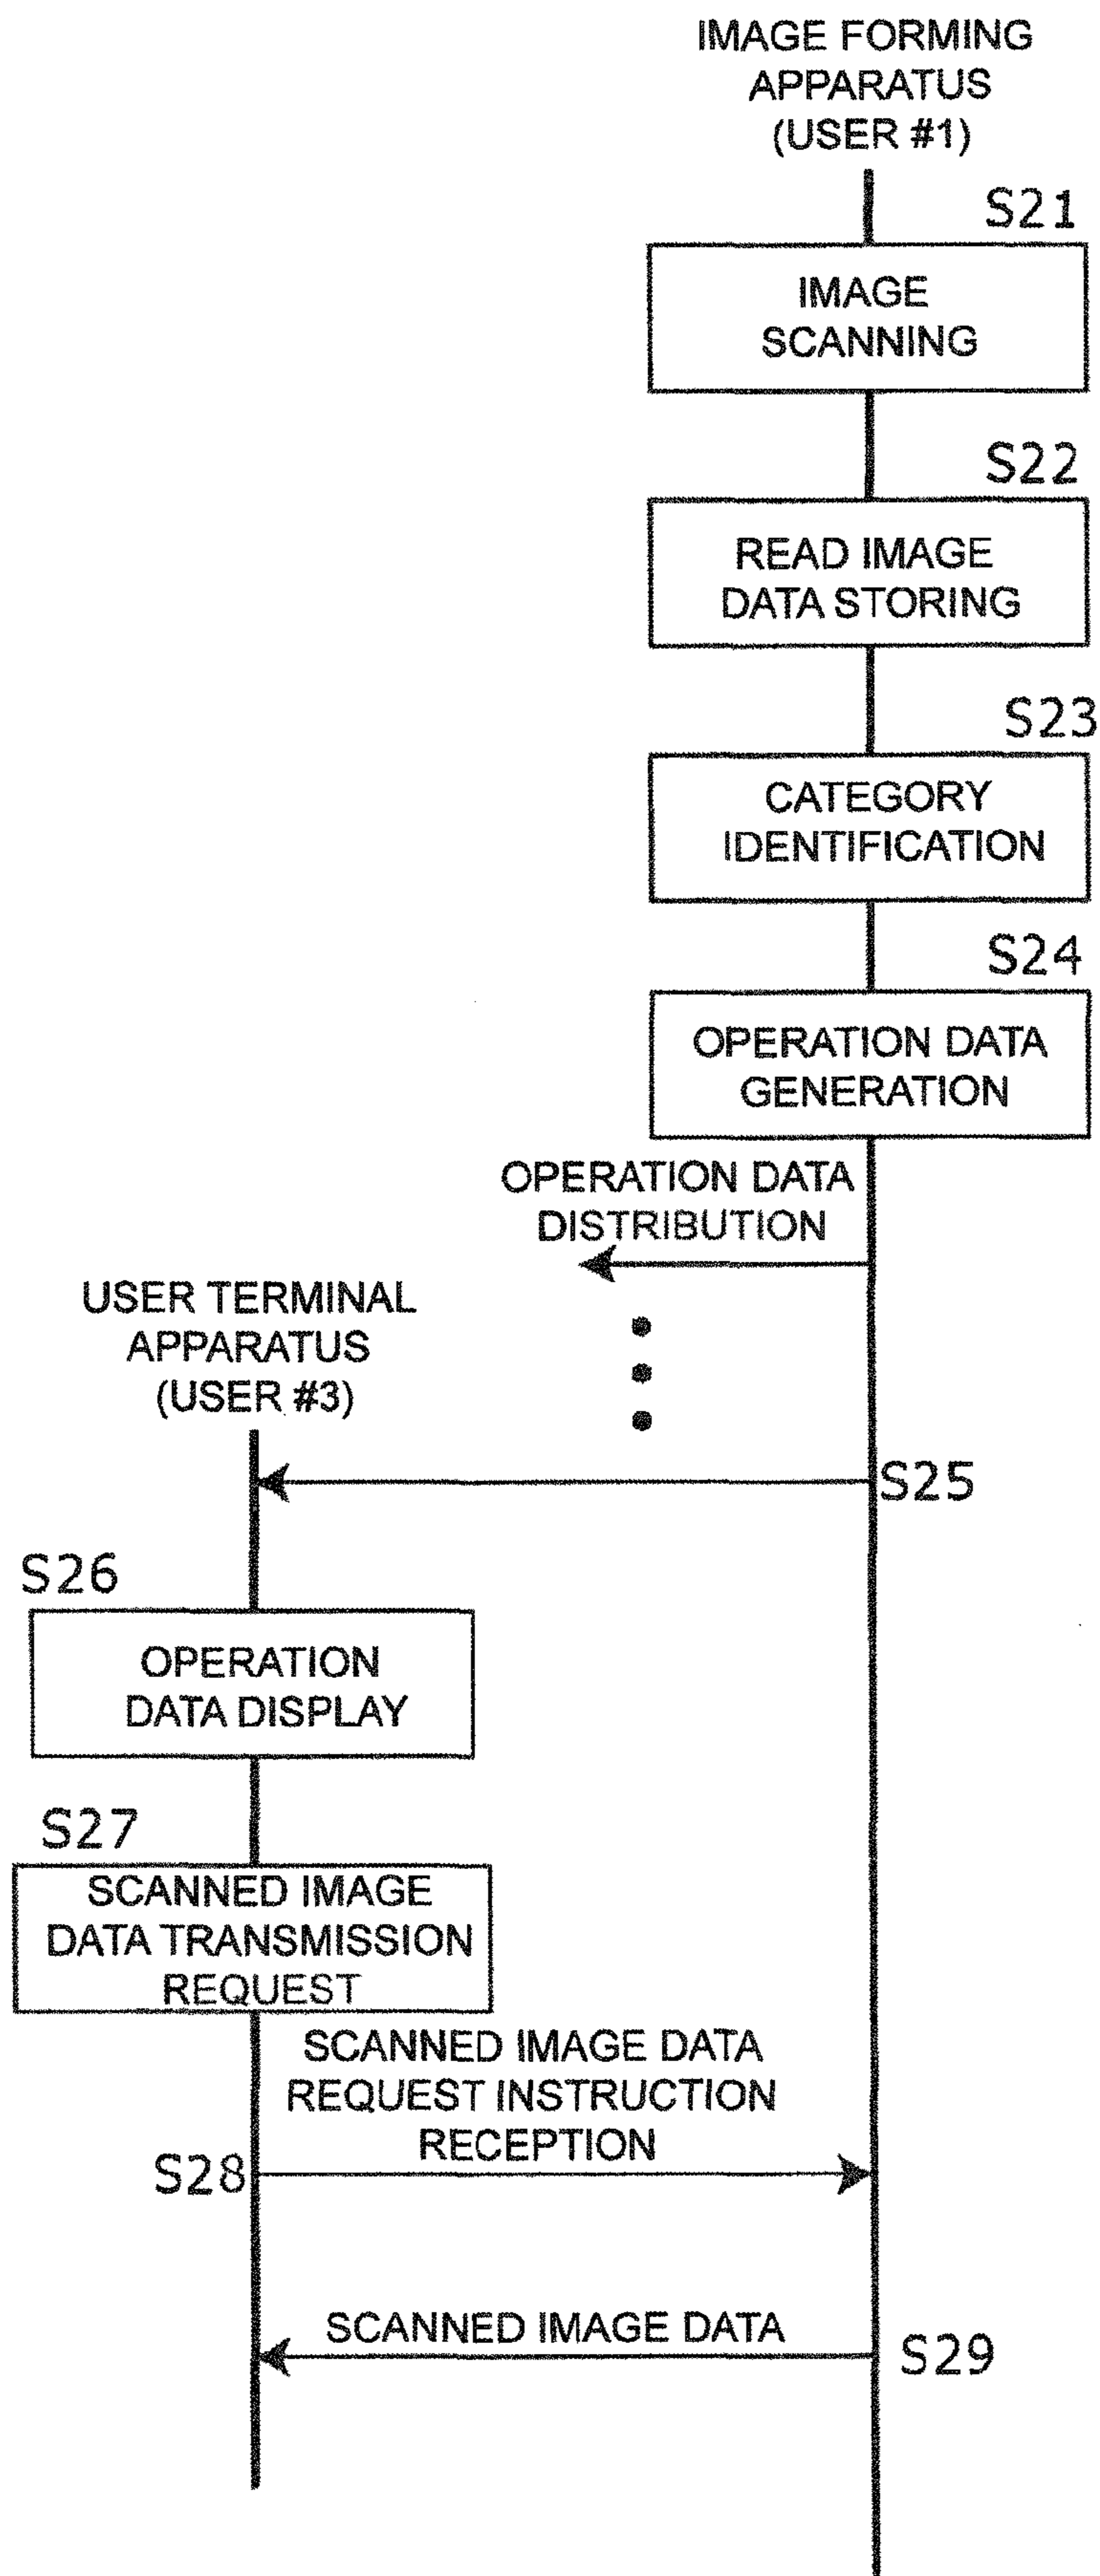 IMAGE FORMING
APPARATUS
(USER #1)
S21
IMAGE
SCANNING
S22
READ IMAGE
DATA STORING
S23
CATEGORY
IDENTIFICATION
S24
OPERATION DATA
GENERATION
OPERATION DATA
DISTRIBUTION
USER TERMINAL
APPARATUS
(USER #3)
S25
S26
OPERATION
DATA DISPLAY
S27
SCANNED IMAGE
DATA TRANSMISSION
REQUEST
SCANNED IMAGE DATA
REQUEST INSTRUCTION
RECEPTION
S28
SCANNED IMAGE DATA
S29